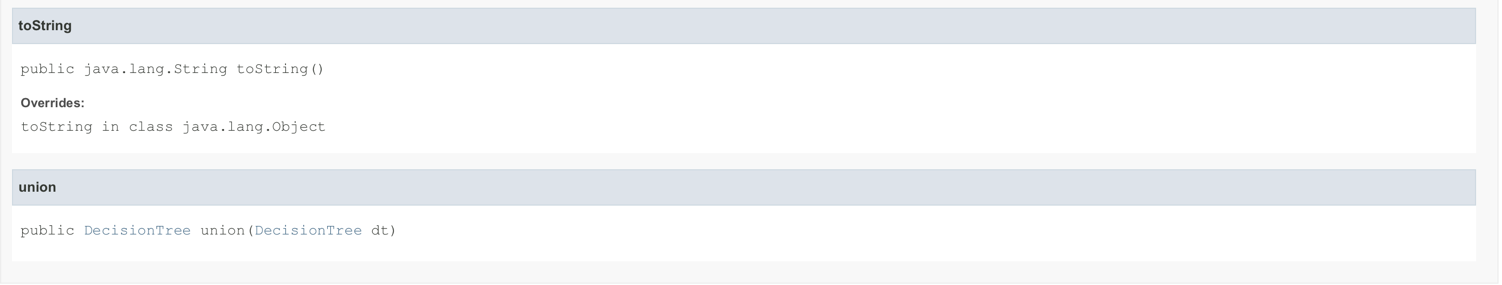 toString
public java.lang.String toString()
Overrides:
toString in class java.lang.Object
union
public DecisionTree union(DecisionTree dt)